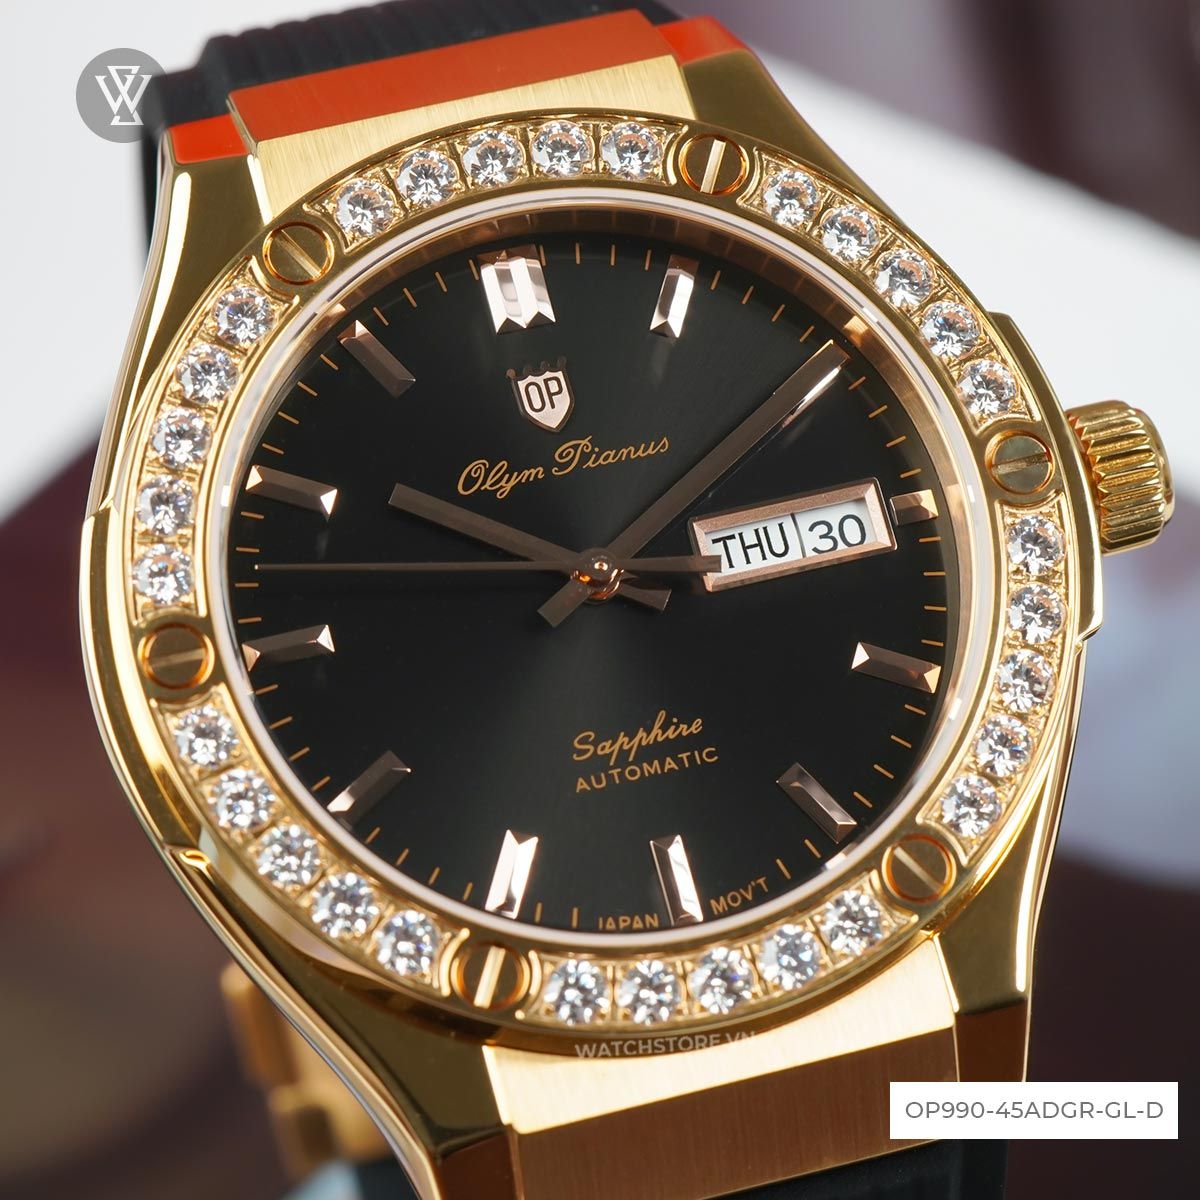 OP
Olym Pianus
THU 30
Sapphire
AUTOMATIC
JAPAN MOV'T
WATCHSTORE.VN
OP990-45ADGR-GL-D